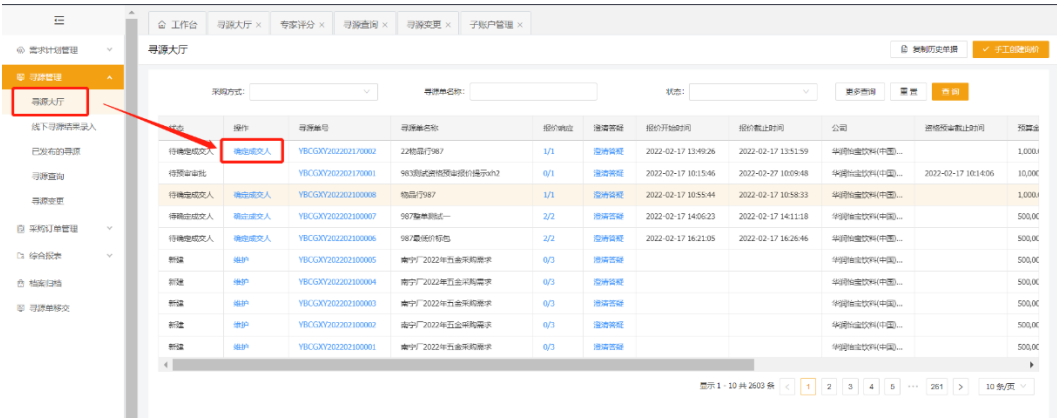 工作台 寻源大厅 × 专家评分 × 寻源查询 × 寻源变更 × 子账户管理 ×
需求计划管理
寻源管理
寻源大厅
线下寻源结果录入
已发布的寻源
寻源查询
寻源变更
采购订单管理
综合报表
档案归档
寻源单移交
寻源大厅 复制历史单据 手工创建询价
采购方式: 寻源单名称: 状态: 更多查询 重置 查询
状态 操作 寻源单号 寻源单名称 报价响应 澄清答疑 报价开始时间 报价截止时间 公司 资格预审截止时间 预算金
待确定成交人 确定成交人 YBCGXY202202170002 22物品行987 1/1 澄清答疑 2022-02-17 13:49:26 2022-02-17 13:51:59 华润怡宝饮料(中国)... 1,000.
待预审审批 YBCGXY202202170001 983测试资格预审报价提示xh2 0/1 澄清答疑 2022-02-17 10:15:46 2022-02-17 10:09:48 华润怡宝饮料(中国)... 2022-02-17 10:14:06 10,000
待确定成交人 确定成交人 YBCGXY202202100008 物品行987 1/1 澄清答疑 2022-02-17 10:55:44 2022-02-17 10:58:33 华润怡宝饮料(中国)... 1,000.
待确定成交人 确定成交人 YBCGXY202202100007 987整单测试一 2/2 澄清答疑 2022-02-17 14:06:23 2022-02-17 14:11:18 华润怡宝饮料(中国)... 500,00
待确定成交人 确定成交人 YBCGXY202202100006 987最低价标包 2/2 澄清答疑 2022-02-17 16:21:05 2022-02-17 16:26:46 华润怡宝饮料(中国)... 500,00
新建 维护 YBCGXY202202100005 南宁厂2022年五金采购需求 0/3 澄清答疑 华润怡宝饮料(中国)... 500,00
新建 维护 YBCGXY202202100004 南宁厂2022年五金采购需求 0/3 澄清答疑 华润怡宝饮料(中国)... 500,00
新建 维护 YBCGXY202202100003 南宁厂2022年五金采购需求 0/3 澄清答疑 华润怡宝饮料(中国)... 500,00
新建 维护 YBCGXY202202100002 南宁厂2022年五金采购需求 0/3 澄清答疑 华润怡宝饮料(中国)... 500,00
新建 维护 YBCGXY202202100001 南宁厂2022年五金采购需求 0/3 澄清答疑 华润怡宝饮料(中国)... 500,00
显示 1 - 10 共 2603 条 < 1 2 3 4 5 ··· 261 > 10 条/页